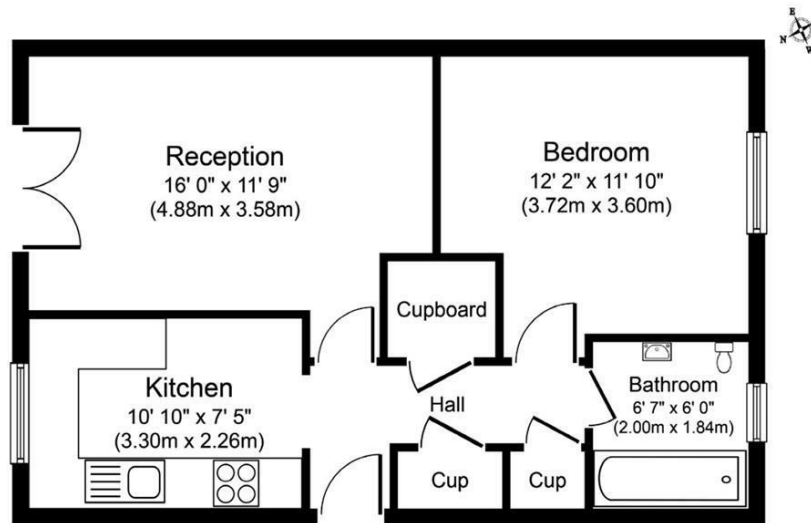 E
N
W
Reception
16' 0" x 11' 9"
(4.88m x 3.58m)
Bedroom
12' 2" x 11' 10"
(3.72m x 3.60m)
Cupboard
Kitchen
10' 10" x 7' 5"
(3.30m x 2.26m)
Hall
Bathroom
6' 7" x 6' 0"
(2.00m x 1.84m)
Cup
Cup